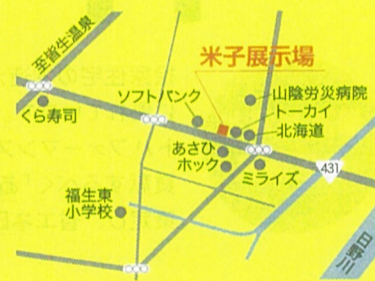 至皆生温泉
米子展示場
ソフトバンク
山陰労災病院
トーカイ
北海道
くら寿司
あさひ
ホック
ミライズ
431
福生東
小学校
日野川